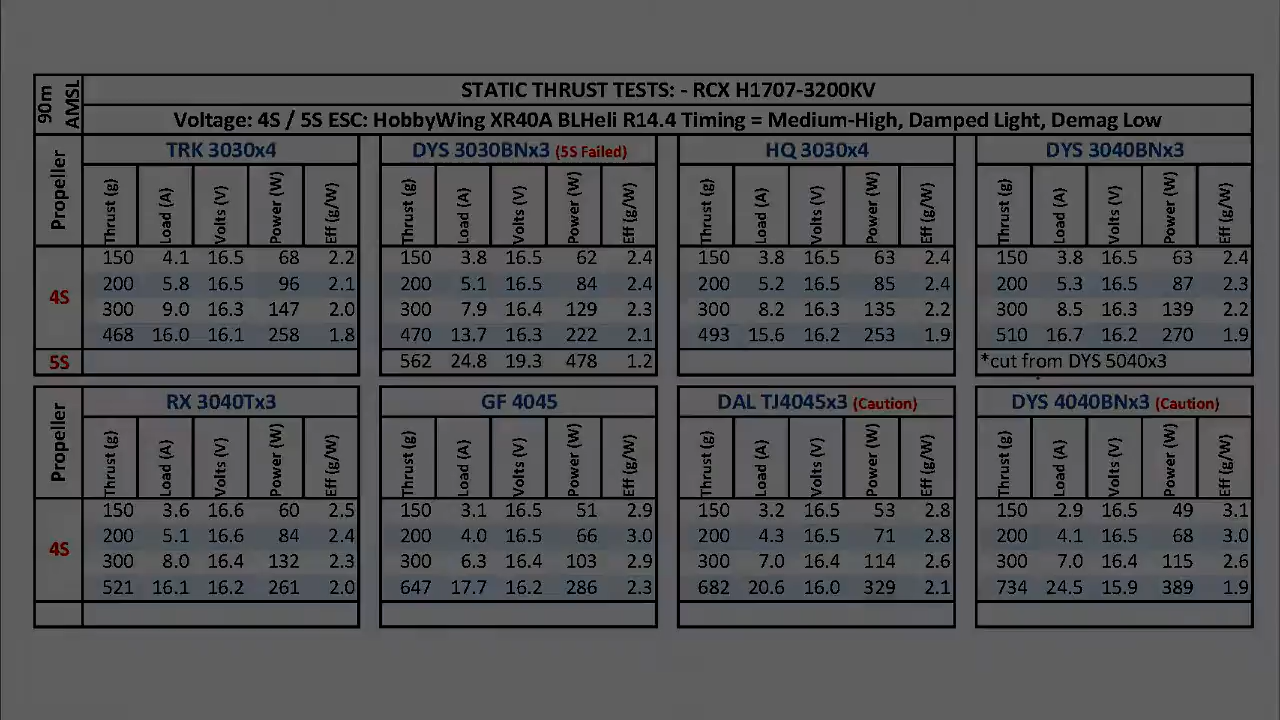 90m AMSL
STATIC THRUST TESTS: - RCX H1707-3200KV
Voltage: 4S / 5S ESC: HobbyWing XR40A BLHeli R14.4 Timing = Medium-High, Damped Light, Demag Low
Propeller TRK 3030x4 DYS 3030BNx3 (5S Failed) HQ 3030x4 DYS 3040BNx3
Thrust (g) Load (A) Volts (V) Power (W) Eff (g/W) Thrust (g) Load (A) Volts (V) Power (W) Eff (g/W) Thrust (g) Load (A) Volts (V) Power (W) Eff (g/W) Thrust (g) Load (A) Volts (V) Power (W) Eff (g/W)
4S
150 4.1 16.5 68 2.2 150 3.8 16.5 62 2.4 150 3.8 16.5 63 2.4 150 3.8 16.5 63 2.4
200 5.8 16.5 96 2.1 200 5.1 16.5 84 2.4 200 5.2 16.5 85 2.4 200 5.3 16.5 87 2.3
300 9.0 16.3 147 2.0 300 7.9 16.4 129 2.3 300 8.2 16.3 135 2.2 300 8.5 16.3 139 2.2
468 16.0 16.1 258 1.8 470 13.7 16.3 222 2.1 493 15.6 16.2 253 1.9 510 16.7 16.2 270 1.9
5S 562 24.8 19.3 478 1.2 *cut from DYS 5040x3
Propeller RX 3040Tx3 GF 4045 DAL TJ4045x3 (Caution) DYS 4040BNx3 (Caution)
Thrust (g) Load (A) Volts (V) Power (W) Eff (g/W) Thrust (g) Load (A) Volts (V) Power (W) Eff (g/W) Thrust (g) Load (A) Volts (V) Power (W) Eff (g/W) Thrust (g) Load (A) Volts (V) Power (W) Eff (g/W)
4S
150 3.6 16.6 60 2.5 150 3.1 16.5 51 2.9 150 3.2 16.5 53 2.8 150 2.9 16.5 49 3.1
200 5.1 16.6 84 2.4 200 4.0 16.5 66 3.0 200 4.3 16.5 71 2.8 200 4.1 16.5 68 3.0
300 8.0 16.4 132 2.3 300 6.3 16.4 103 2.9 300 7.0 16.4 114 2.6 300 7.0 16.4 115 2.6
521 16.1 16.2 261 2.0 647 17.7 16.2 286 2.3 682 20.6 16.0 329 2.1 734 24.5 15.9 389 1.9